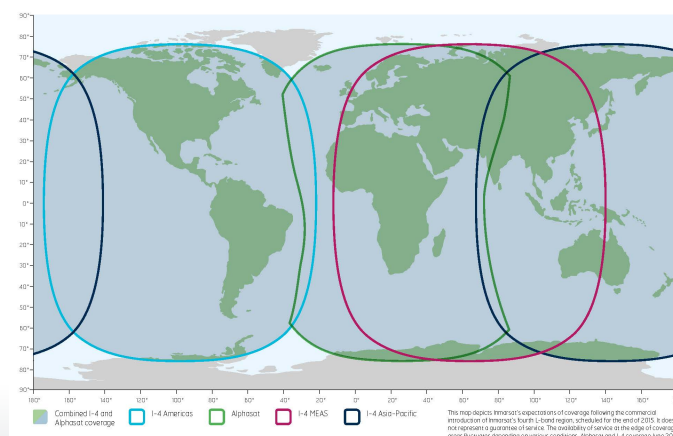 90°
80°
70°
60°
50°
40°
30°
20°
10°
0°
10°
20°
30°
40°
50°
60°
70°
80°
90°
180° 160° 140° 120° 100° 80° 60° 40° 20° 0° 20° 40° 60° 80° 100° 120° 140° 160°
Combined I-4 and
Alphasat coverage
I-4 Americas
Alphasat
I-4 MEAS
I-4 Asia-Pacific
This map depicts Inmarsat's expectations of coverage following the commercial
introduction of Inmarsat's fourth L-band region, scheduled for the end of 2015. It does
not represent a guarantee of service. The availability of service at the edge of coverage